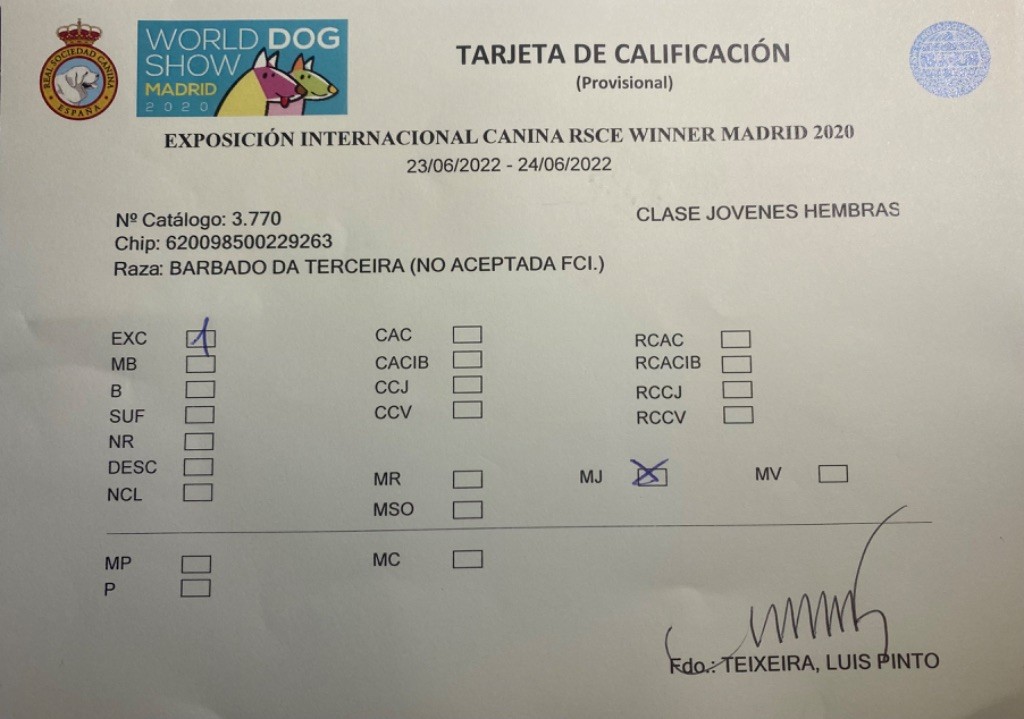 REAL SOCIEDAD CANINA
ESPAÑA
WORLD DOG
SHOW
MADRID
2020
TARJETA DE CALIFICACIÓN
(Provisional)
EXPOSICIÓN INTERNACIONAL CANINA RSCE WINNER MADRID 2020
23/06/2022 - 24/06/2022
Nº Catálogo: 3.770
CLASE JOVENES HEMBRAS
Chip: 620098500229263
Raza: BARBADO DA TERCEIRA (NO ACEPTADA FCI.)
EXC 1 CAC RCAC
MB CACIB RCACIB
B CCJ RCCJ
SUF CCV RCCV
NR
DESC MR MJ X MV
NCL MSO
MP MC
P
Fdo.: TEIXEIRA, LUIS PINTO